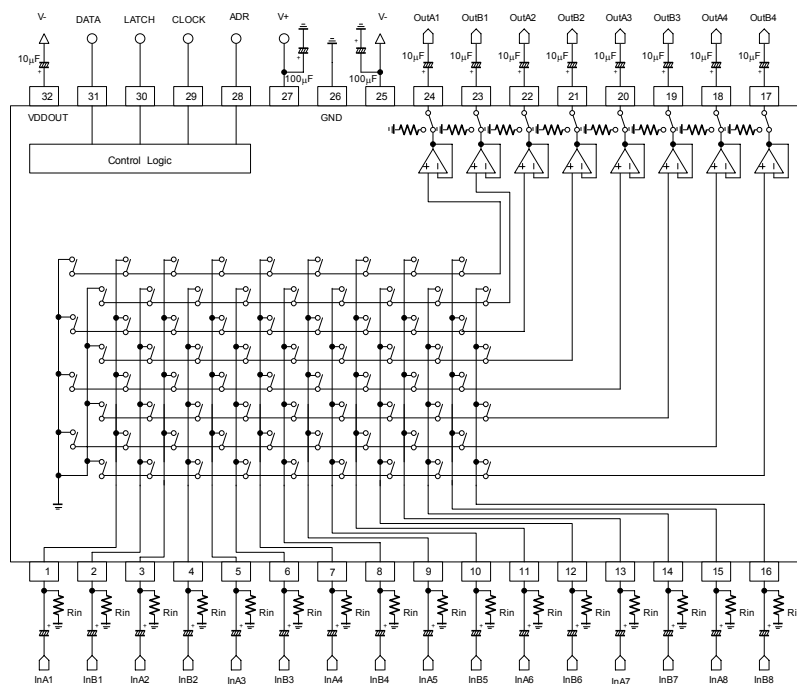 V- DATA LATCH CLOCK ADR V+ V- OutA1 OutB1 OutA2 OutB2 OutA3 OutB3 OutA4 OutB4
10μF + 100μF + 100μF + 10μF + 10μF + 10μF + 10μF + 10μF + 10μF + 10μF + 10μF +
32 31 30 29 28 27 26 25 24 23 22 21 20 19 18 17
VDDOUT GND
Control Logic
+ - + - + - + - + - + - + - + -
1 2 3 4 5 6 7 8 9 10 11 12 13 14 15 16
Rin Rin Rin Rin Rin Rin Rin Rin Rin Rin Rin Rin Rin Rin Rin Rin
+ + + + + + + + + + + + + + + +
InA1 InB1 InA2 InB2 InA3 InB3 InA4 InB4 InA5 InB5 InA6 InB6 InA7 InB7 InA8 InB8